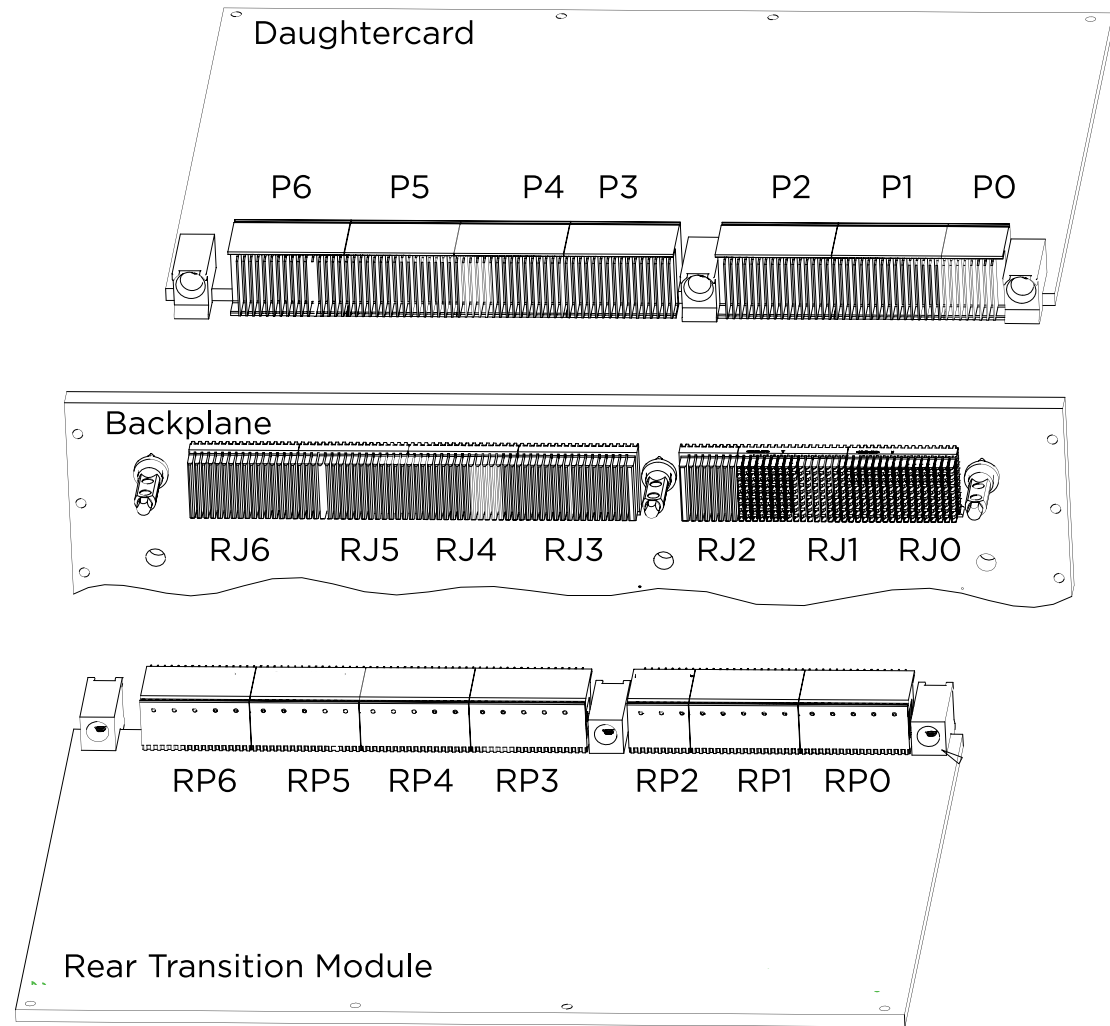 Daughtercard
P6 P5 P4 P3 P2 P1 P0
Backplane
RJ6 RJ5 RJ4 RJ3 RJ2 RJ1 RJ0
RP6 RP5 RP4 RP3 RP2 RP1 RP0
Rear Transition Module